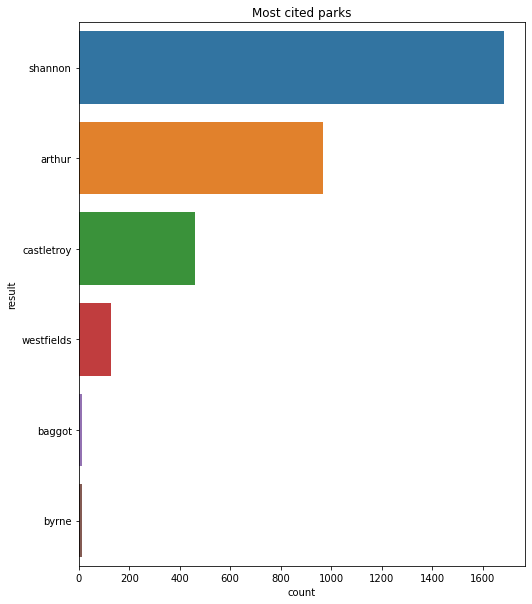 Most cited parks
shannon
arthur
castletroy
westfields
baggot
byrne
result
0 200 400 600 800 1000 1200 1400 1600
count